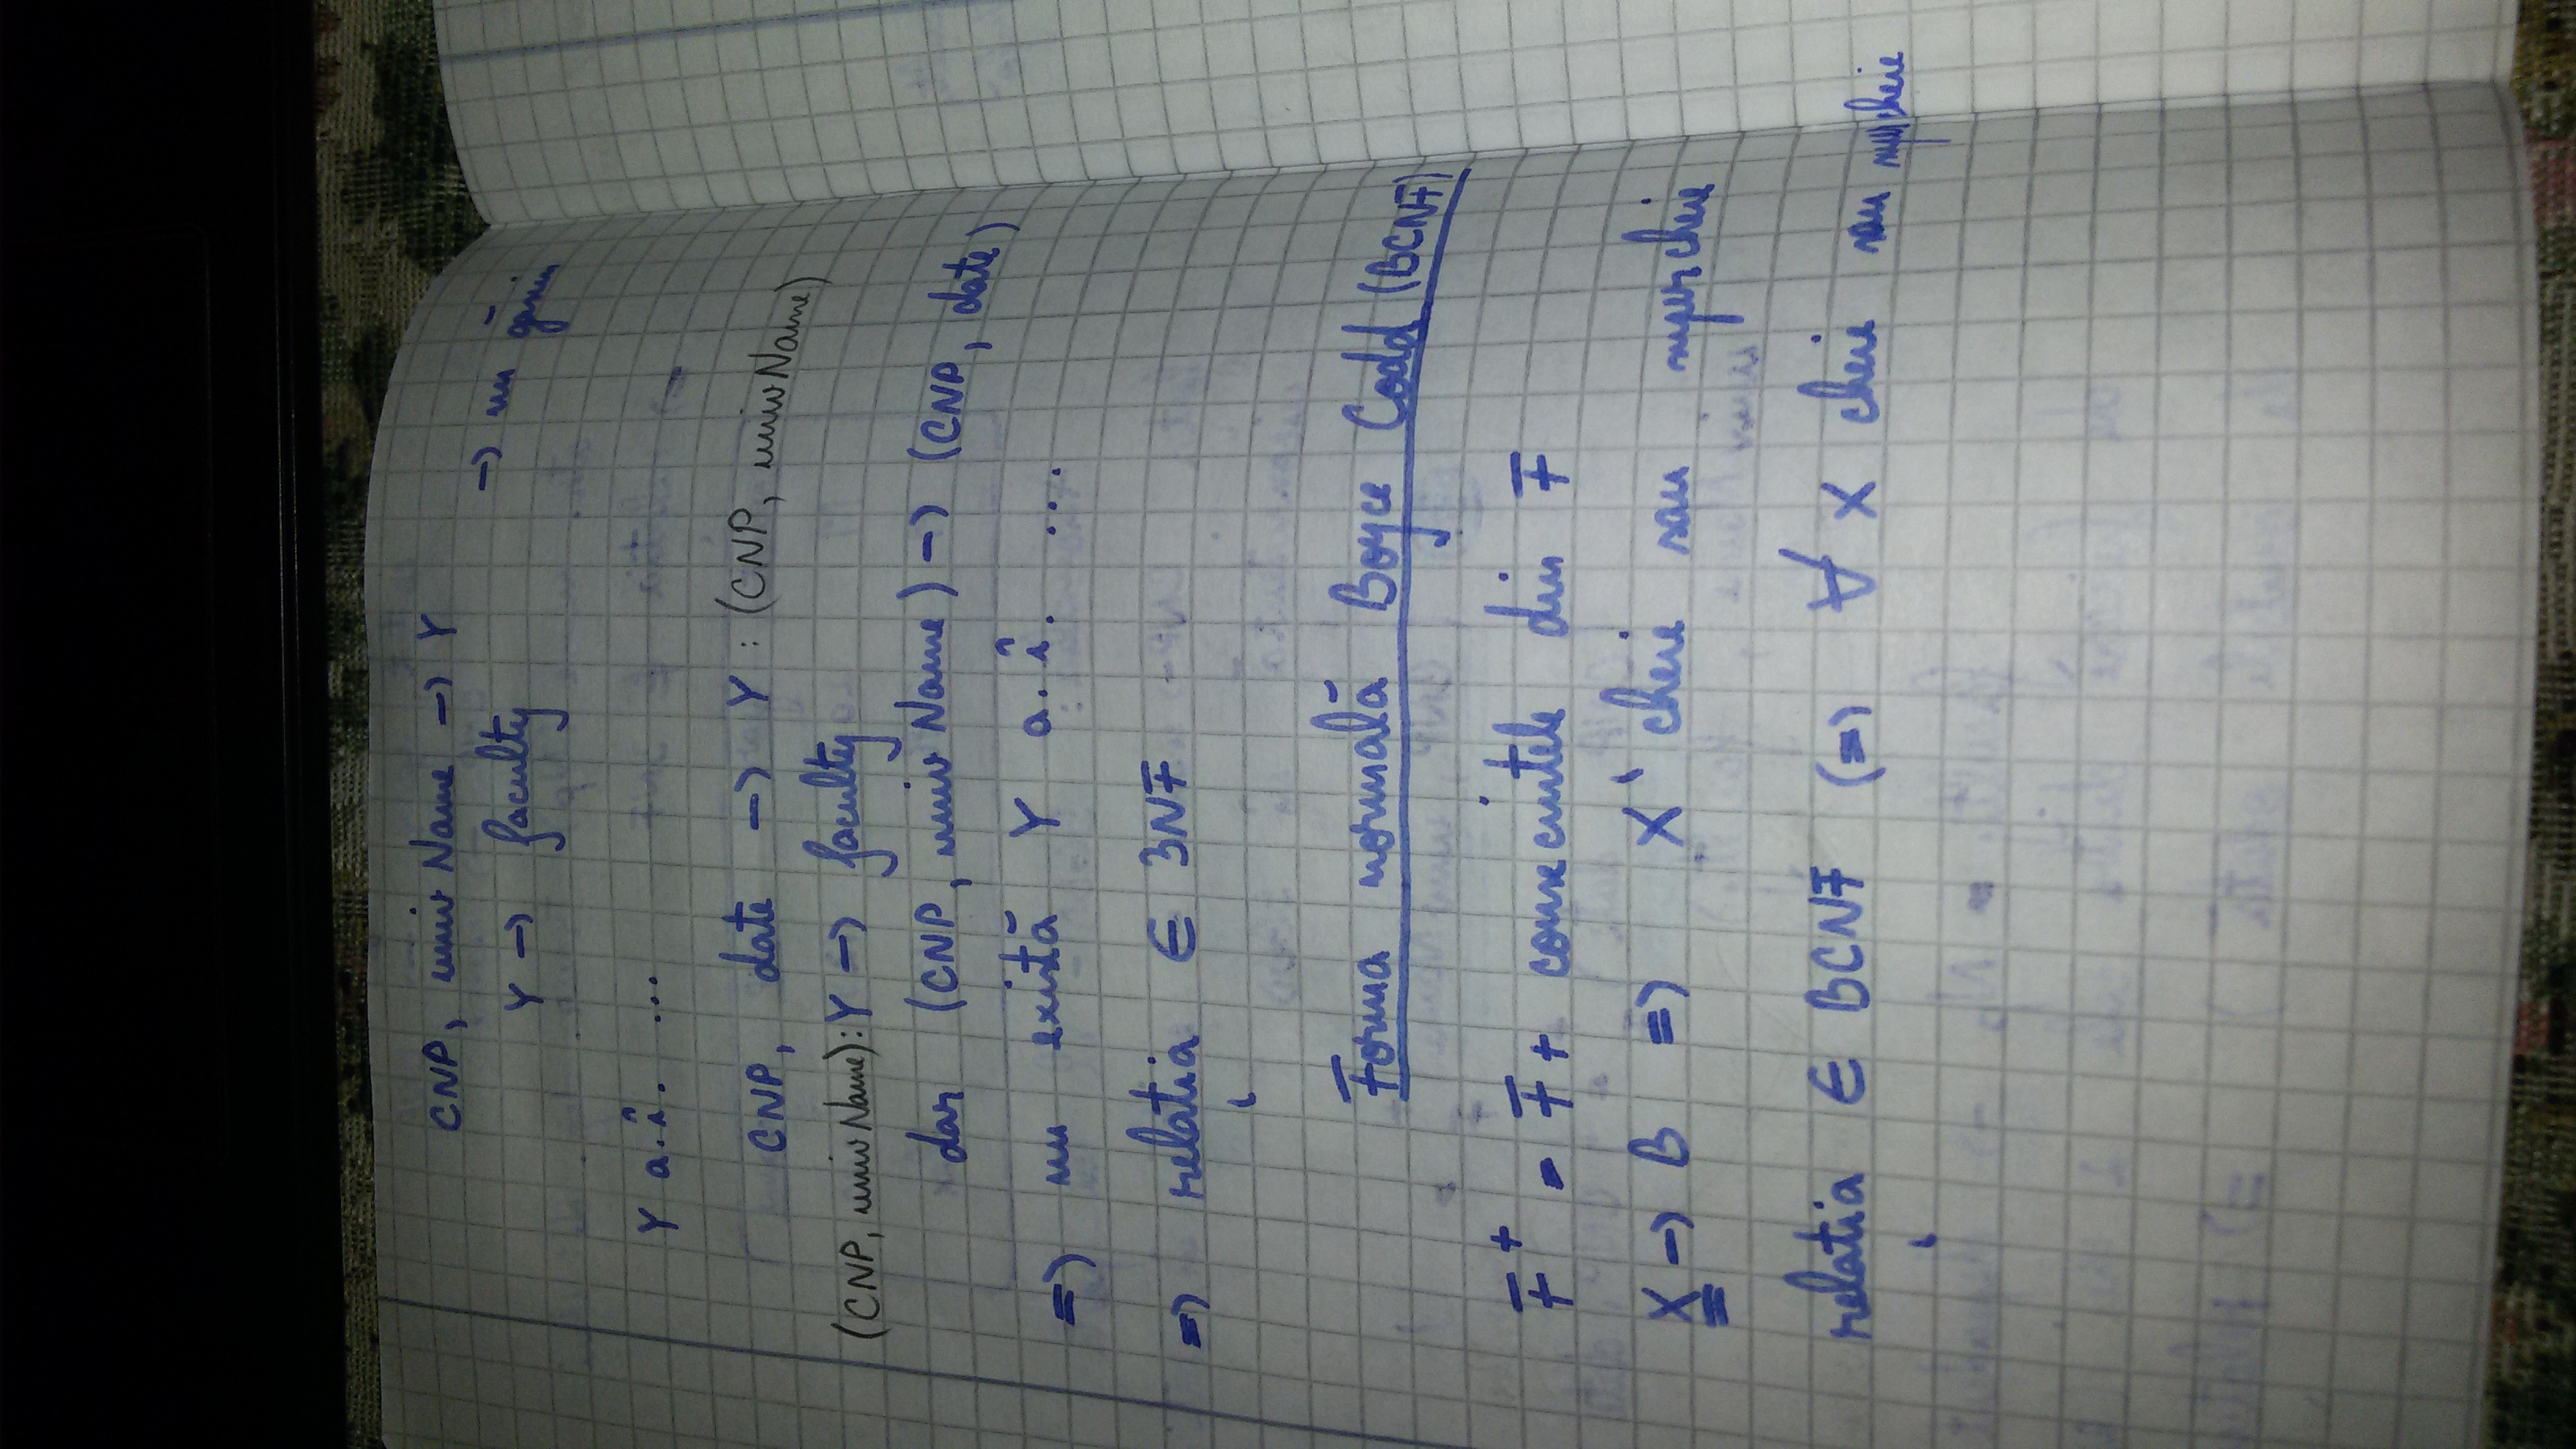 CNP, univName -> Y
Y -> faculty -> nu găsim
Y a.î. ...
CNP, date -> Y : (CNP, univName)
(CNP, univName): Y -> faculty
dar (CNP, univName) -> (CNP, date)
=> nu există Y a.î. ...
=> relația ∈ 3NF
Forma normală Boyce Codd (BCNF)
F⁺ = F + consecințele din F
X -> B => X cheie sau supercheie
relația ∈ BCNF (=> ∀ X cheie sau supercheie